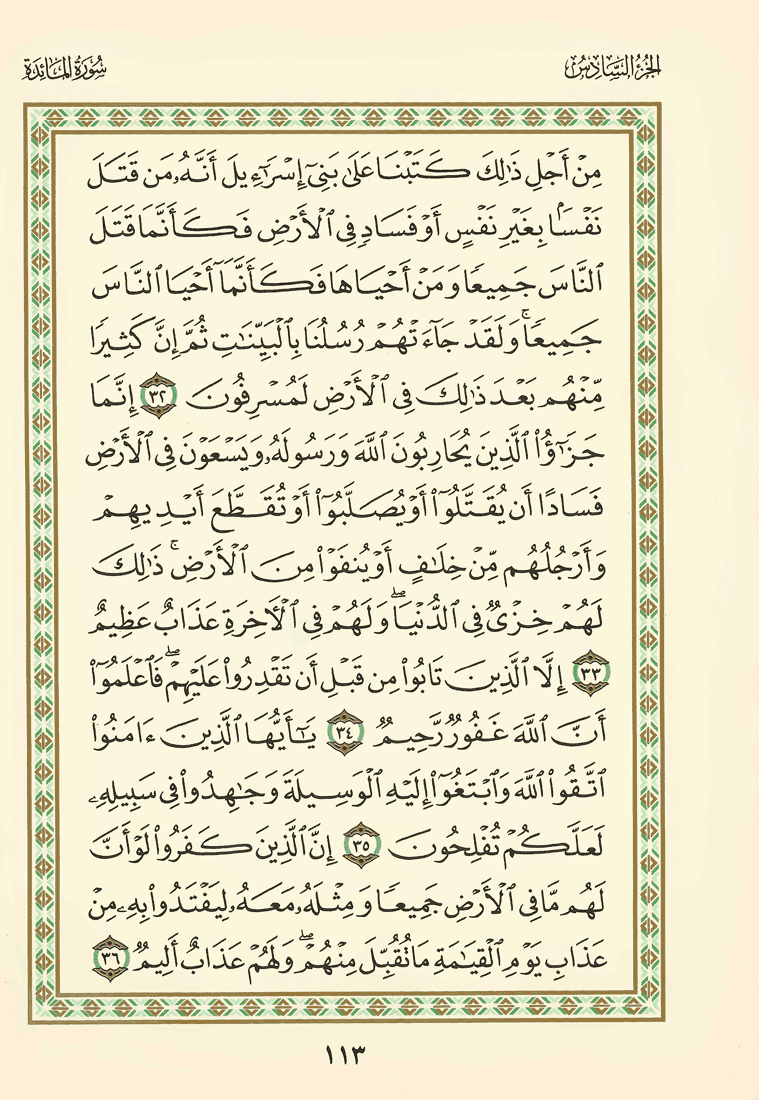 الجزء السادس
سورة المائدة
مِنْ أَجْلِ ذَٰلِكَ كَتَبْنَا عَلَىٰ بَنِىٓ إِسْرَٰٓءِيلَ أَنَّهُۥ مَن قَتَلَ
نَفْسًۢا بِغَيْرِ نَفْسٍ أَوْ فَسَادٍ فِى ٱلْأَرْضِ فَكَأَنَّمَا قَتَلَ
ٱلنَّاسَ جَمِيعًا وَمَنْ أَحْيَاهَا فَكَأَنَّمَآ أَحْيَا ٱلنَّاسَ
جَمِيعًا ۚ وَلَقَدْ جَآءَتْهُمْ رُسُلُنَا بِٱلْبَيِّنَٰتِ ثُمَّ إِنَّ كَثِيرًا
مِّنْهُم بَعْدَ ذَٰلِكَ فِى ٱلْأَرْضِ لَمُسْرِفُونَ ٣٢ إِنَّمَا
جَزَٰٓؤُا۟ ٱلَّذِينَ يُحَارِبُونَ ٱللَّهَ وَرَسُولَهُۥ وَيَسْعَوْنَ فِى ٱلْأَرْضِ
فَسَادًا أَن يُقَتَّلُوٓا۟ أَوْ يُصَلَّبُوٓا۟ أَوْ تُقَطَّعَ أَيْدِيهِمْ
وَأَرْجُلُهُم مِّنْ خِلَٰفٍ أَوْ يُنفَوْا۟ مِنَ ٱلْأَرْضِ ۚ ذَٰلِكَ
لَهُمْ خِزْىٌ فِى ٱلدُّنْيَا ۖ وَلَهُمْ فِى ٱلْءَاخِرَةِ عَذَابٌ عَظِيمٌ
٣٣ إِلَّا ٱلَّذِينَ تَابُوا۟ مِن قَبْلِ أَن تَقْدِرُوا۟ عَلَيْهِمْ ۖ فَٱعْلَمُوٓا۟
أَنَّ ٱللَّهَ غَفُورٌ رَّحِيمٌ ٣٤ يَٰٓأَيُّهَا ٱلَّذِينَ ءَامَنُوا۟
ٱتَّقُوا۟ ٱللَّهَ وَٱبْتَغُوٓا۟ إِلَيْهِ ٱلْوَسِيلَةَ وَجَٰهِدُوا۟ فِى سَبِيلِهِۦ
لَعَلَّكُمْ تُفْلِحُونَ ٣٥ إِنَّ ٱلَّذِينَ كَفَرُوا۟ لَوْ أَنَّ
لَهُم مَّا فِى ٱلْأَرْضِ جَمِيعًا وَمِثْلَهُۥ مَعَهُۥ لِيَفْتَدُوا۟ بِهِۦ مِنْ
عَذَابِ يَوْمِ ٱلْقِيَٰمَةِ مَا تُقُبِّلَ مِنْهُمْ ۖ وَلَهُمْ عَذَابٌ أَلِيمٌ ٣٦
١١٣